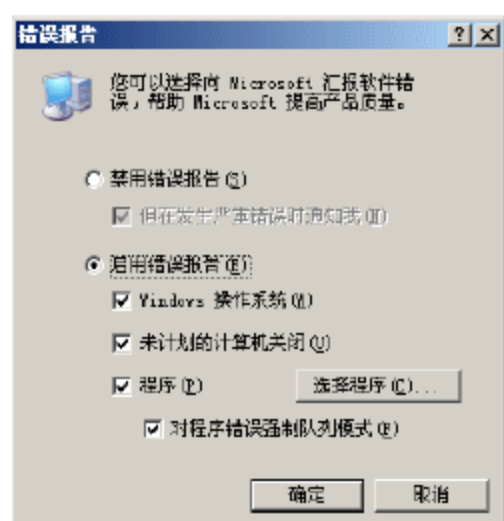 错误报告
您可以选择向 Microsoft 汇报软件错
误，帮助 Microsoft 提高产品质量。
禁用错误报告(S)
但在发生严重错误时通知我(N)
启用错误报告(E)
Windows 操作系统(W)
未计划的计算机关闭(U)
程序(P)
选择程序(C)...
对程序错误强制队列模式(F)
确定
取消